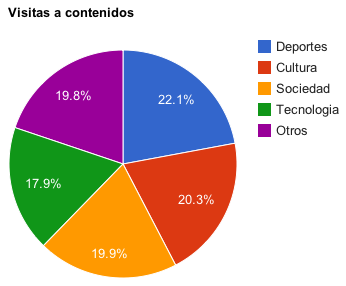 Visitas a contenidos
Deportes
Cultura
Sociedad
Tecnologia
Otros
19.8%
22.1%
17.9%
20.3%
19.9%